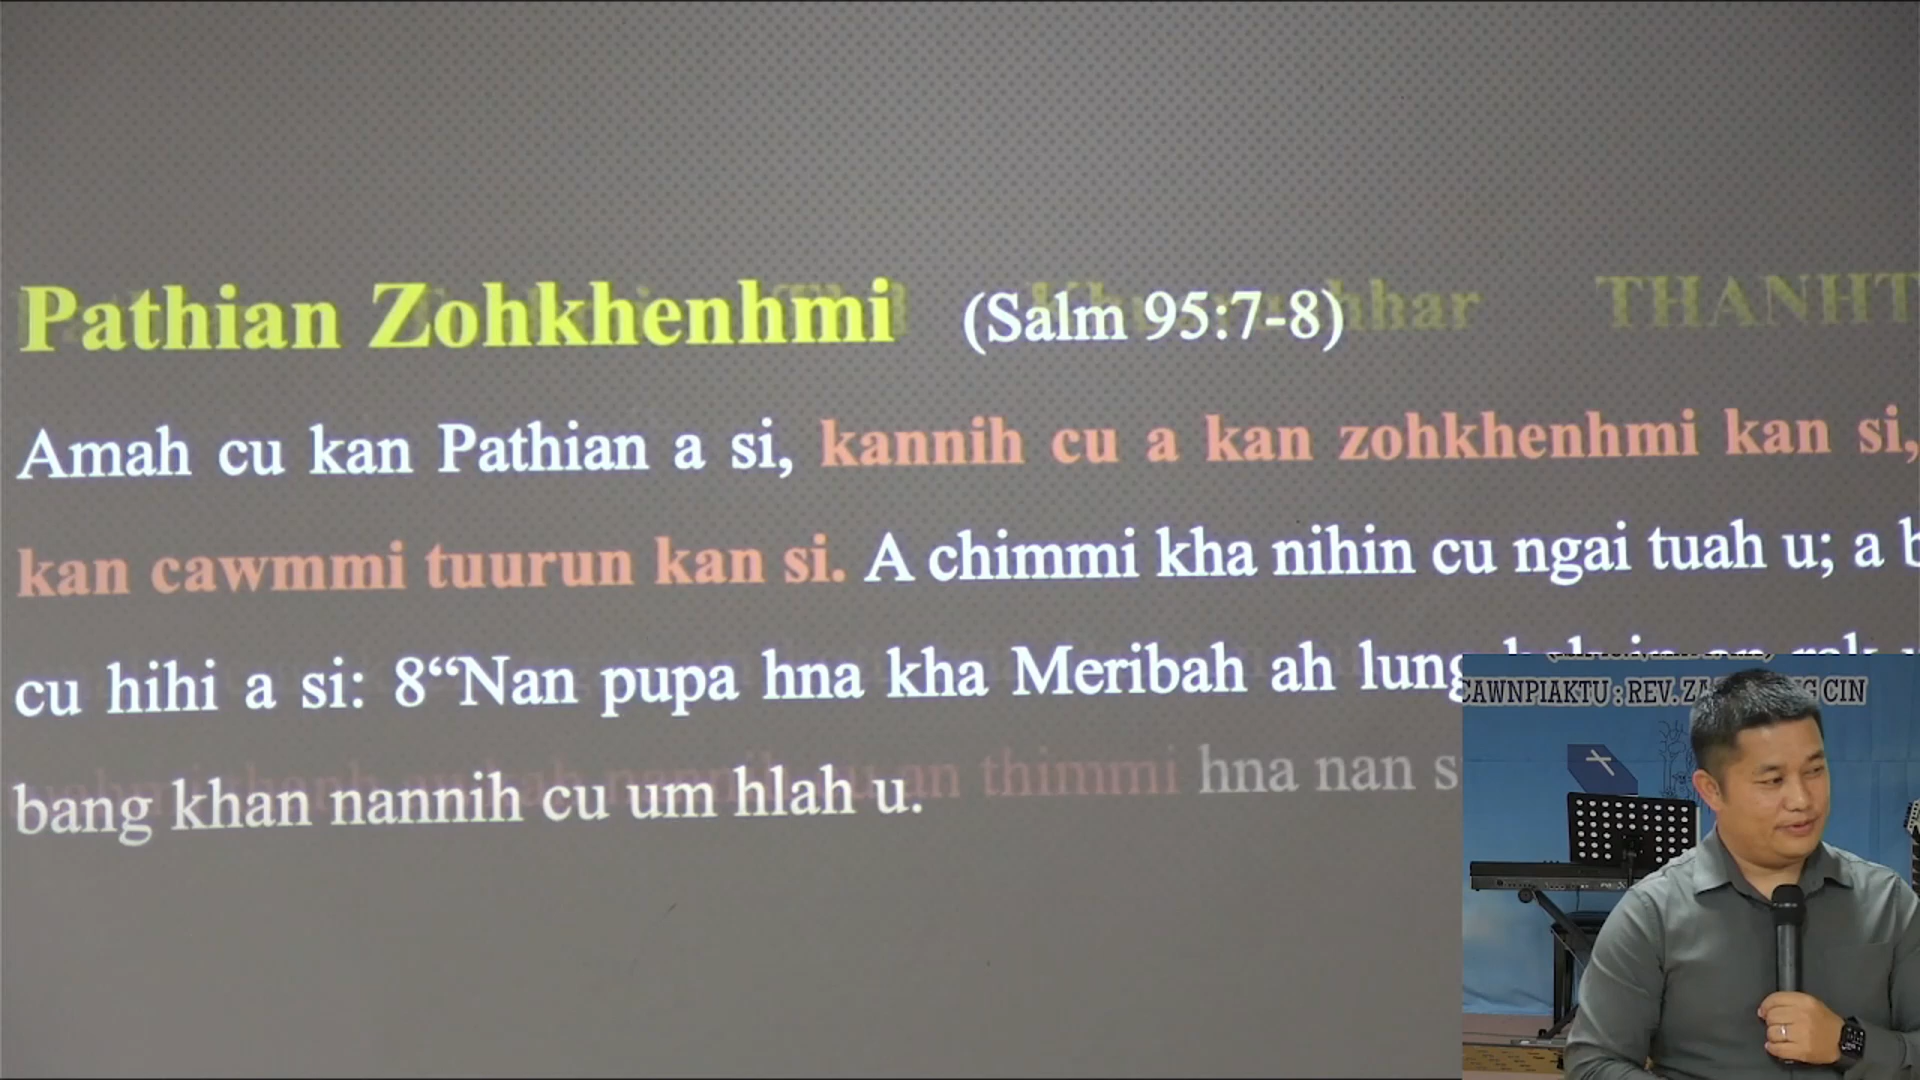 Pathian Zohkhenhmi (Salm 95:7-8)
THANHT
Amah cu kan Pathian a si, kannih cu a kan zohkhenhmi kan si,
kan cawmmi tuurun kan si. A chimmi kha nihin cu ngai tuah u; a
cu hihi a si: 8“Nan pupa hna kha Meribah ah lung
bang khan nannih cu um hlah u.
an thimmi hna nan
CAWNPIAKTU : REV. CIN